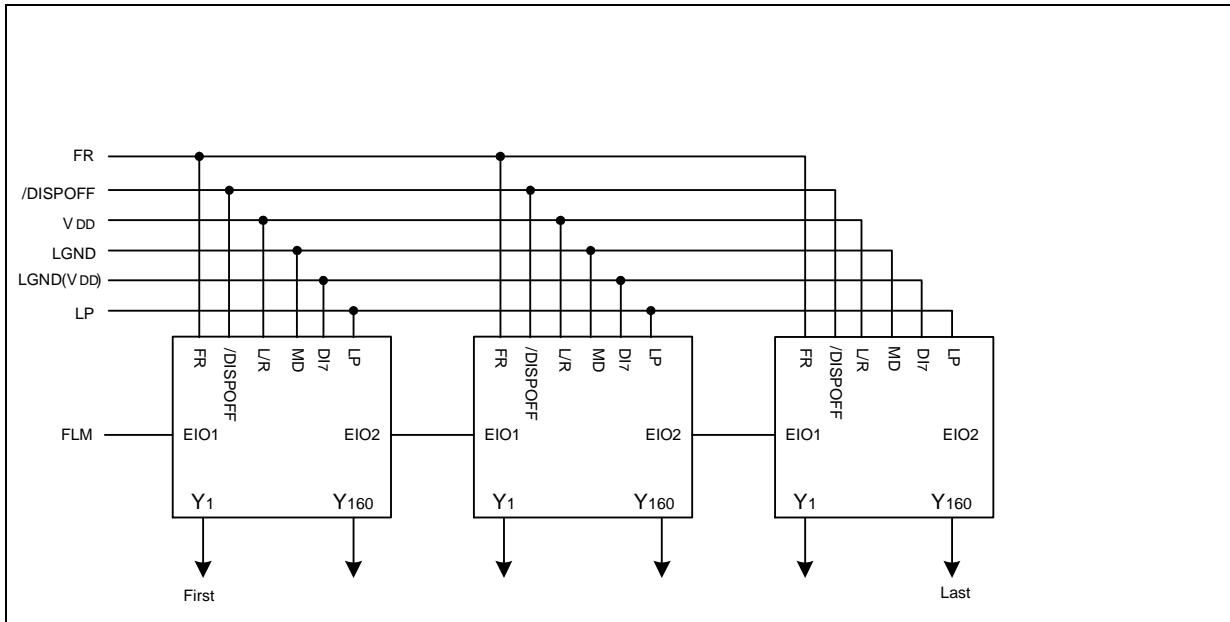 FR
/DISPOFF
VDD
LGND
LGND(VDD)
LP
FR /DISPOFF L/R MD DI7 LP
FR /DISPOFF L/R MD DI7 LP
FR /DISPOFF L/R MD DI7 LP
FLM EIO1 EIO2 EIO1 EIO2 EIO1 EIO2
Y1 Y160 Y1 Y160 Y1 Y160
First Last